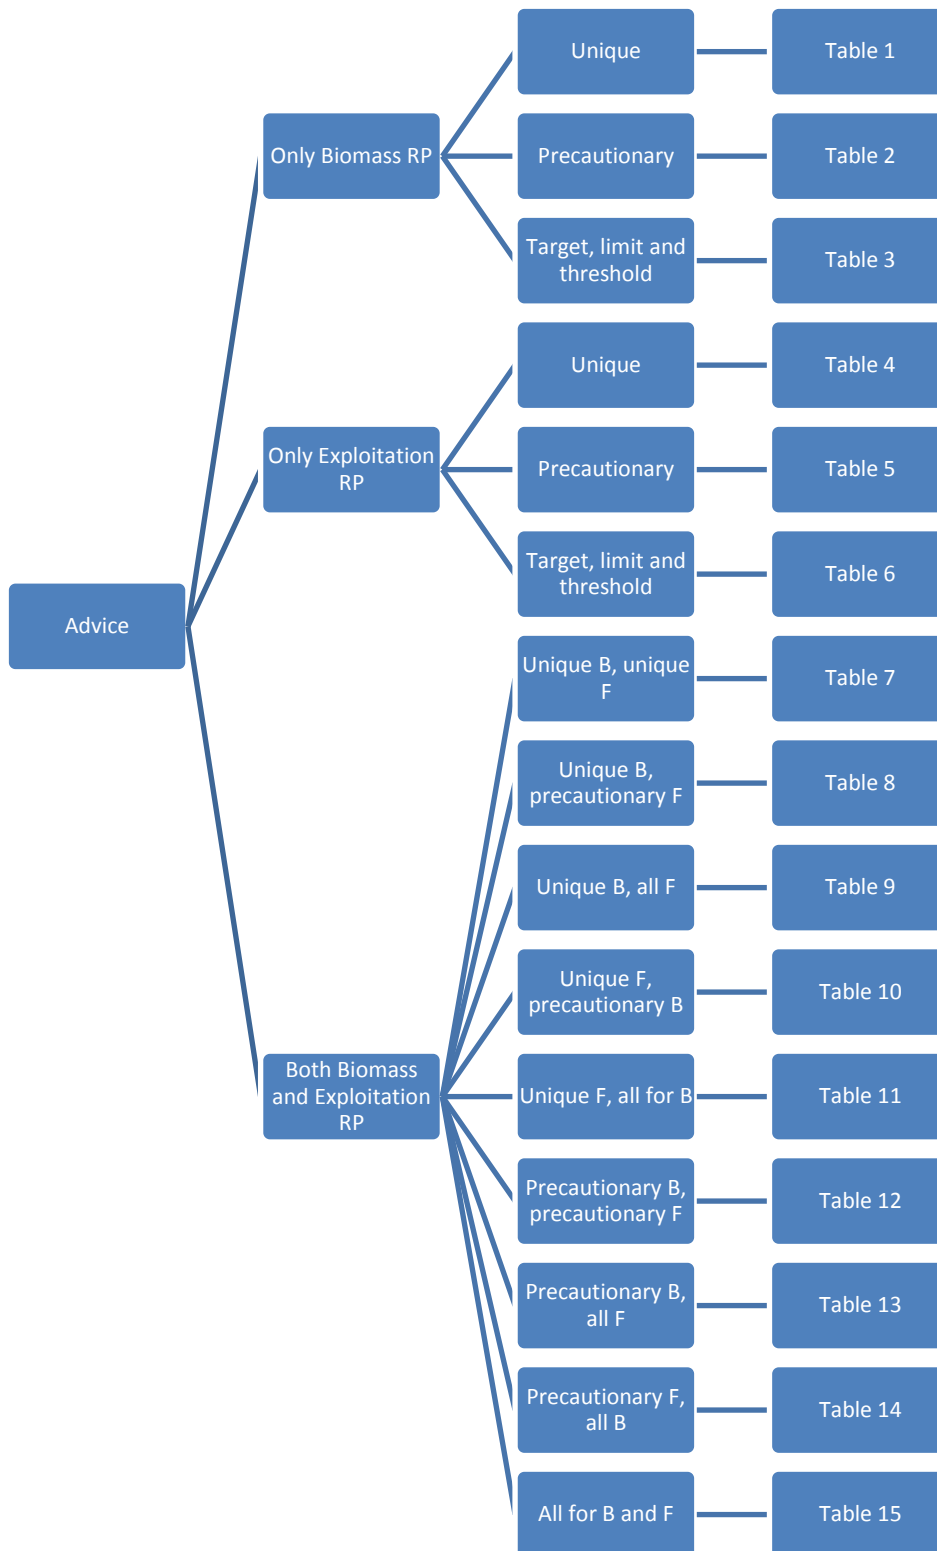 Unique
Table 1
Only Biomass RP
Precautionary
Table 2
Target, limit and
threshold
Table 3
Unique
Table 4
Only Exploitation
RP
Precautionary
Table 5
Target, limit and
threshold
Table 6
Advice
Unique B, unique
F
Table 7
Unique B,
precautionary F
Table 8
Unique B, all F
Table 9
Unique F,
precautionary B
Table 10
Both Biomass
and Exploitation
RP
Unique F, all for B
Table 11
Precautionary B,
precautionary F
Table 12
Precautionary B,
all F
Table 13
Precautionary F,
all B
Table 14
All for B and F
Table 15